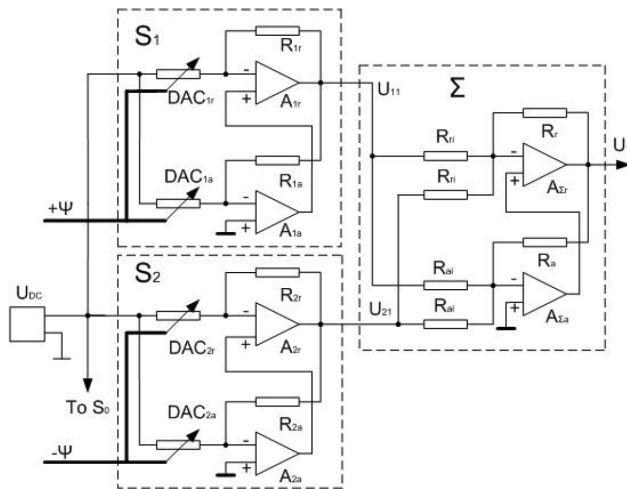 S1
R1r
-
+
A1r
DAC1r
U11
DAC1a
R1a
-
+
A1a
+Ψ
Σ
Rr
Rri
-
+
AΣr
U
Rri
Ra
Rai
-
+
AΣa
Rai
S2
R2r
-
+
A2r
DAC2r
U21
UDC
To S0
DAC2a
R2a
-
+
A2a
-Ψ